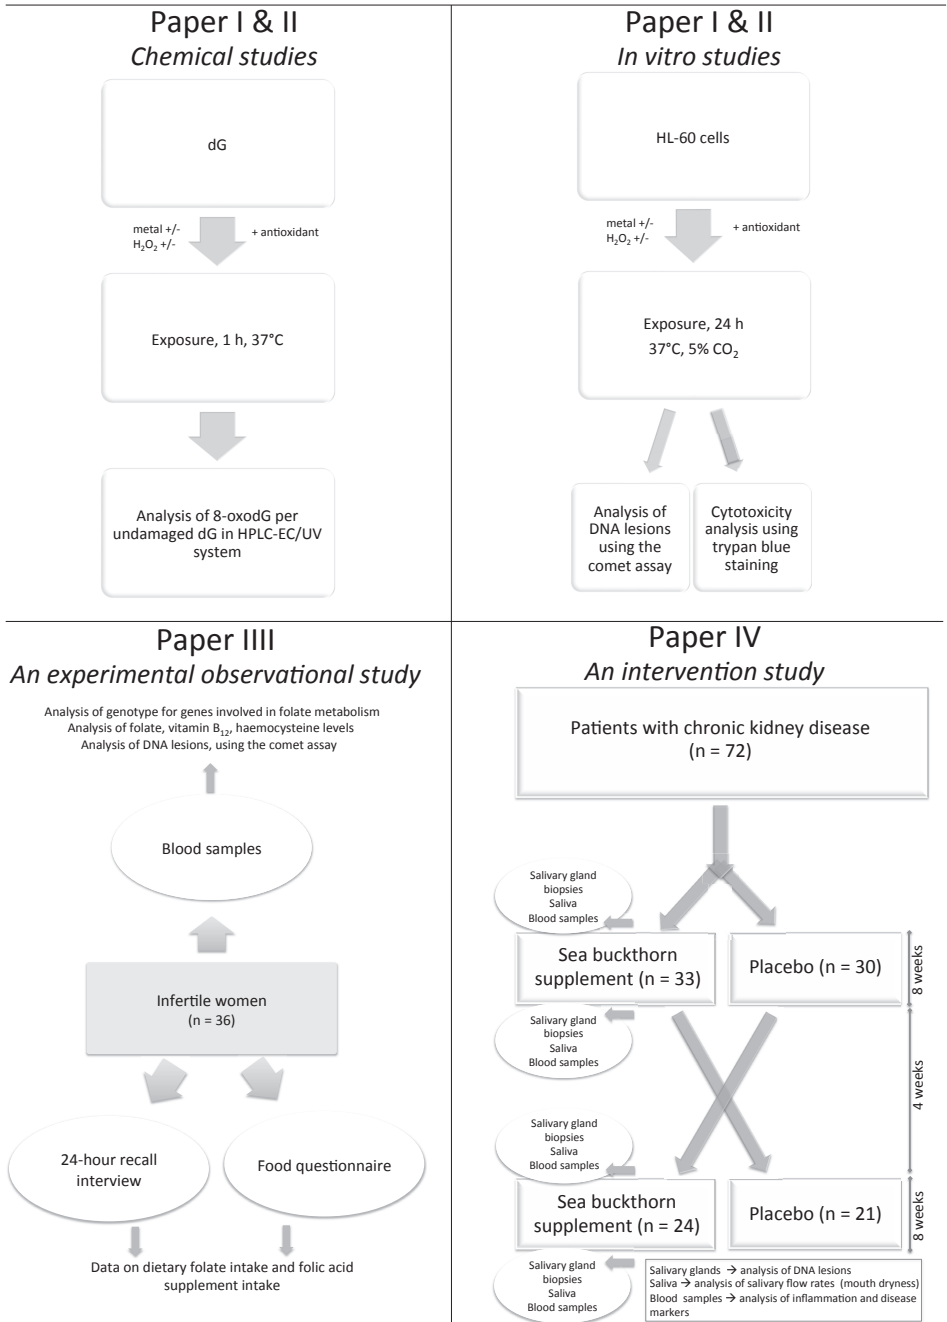 Paper I & II
Chemical studies
dG
metal +/-
H₂O₂ +/-
+ antioxidant
Exposure, 1 h, 37°C
Analysis of 8-oxodG per
undamaged dG in HPLC-EC/UV
system
Paper I & II
In vitro studies
HL-60 cells
metal +/-
H₂O₂ +/-
+ antioxidant
Exposure, 24 h
37°C, 5% CO₂
Analysis of
DNA lesions
using the
comet assay
Cytotoxicity
analysis using
trypan blue
staining
Paper IIII
An experimental observational study
Analysis of genotype for genes involved in folate metabolism
Analysis of folate, vitamin B₁₂, haemocysteine levels
Analysis of DNA lesions, using the comet assay
Blood samples
Infertile women
(n = 36)
24-hour recall
interview
Food questionnaire
Data on dietary folate intake and folic acid
supplement intake
Paper IV
An intervention study
Patients with chronic kidney disease
(n = 72)
Salivary gland
biopsies
Saliva
Blood samples
Sea buckthorn
supplement (n = 33)
Placebo (n = 30)
8 weeks
Salivary gland
biopsies
Saliva
Blood samples
4 weeks
Salivary gland
biopsies
Saliva
Blood samples
Sea buckthorn
supplement (n = 24)
Placebo (n = 21)
8 weeks
Salivary gland
biopsies
Saliva
Blood samples
Salivary glands → analysis of DNA lesions
Saliva → analysis of salivary flow rates (mouth dryness)
Blood samples → analysis of inflammation and disease
markers